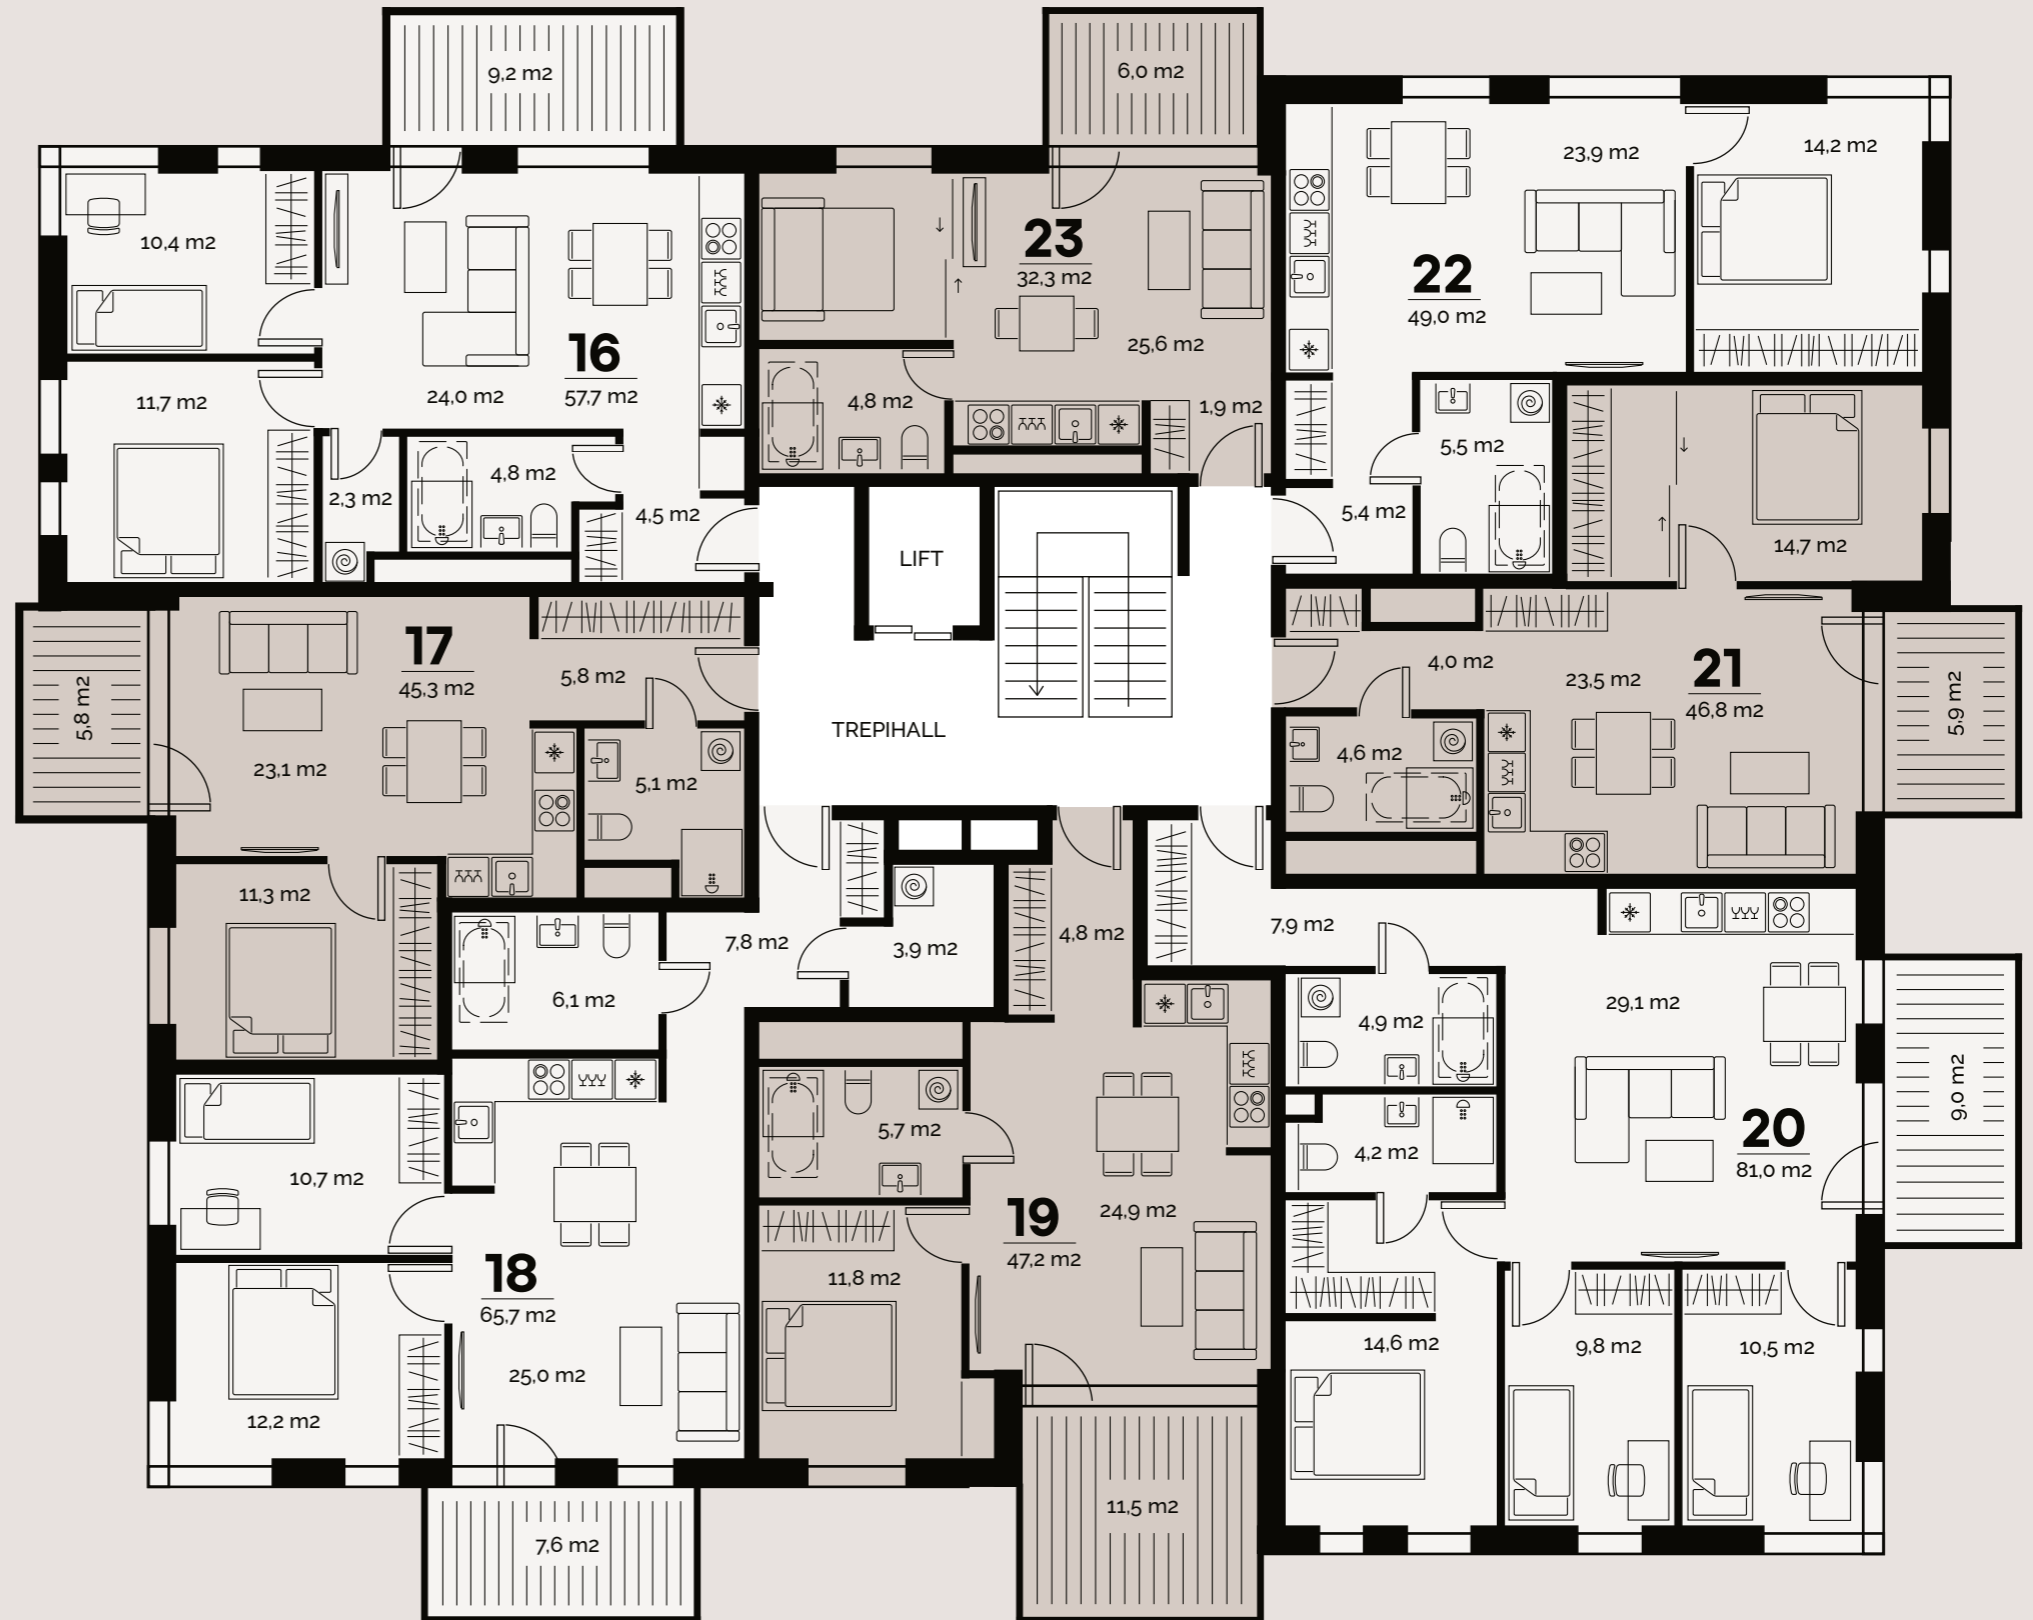 9,2 m2
6,0 m2
10,4 m2
11,7 m2
24,0 m2
16
57,7 m2
2,3 m2
4,8 m2
4,5 m2
23
32,3 m2
25,6 m2
4,8 m2
1,9 m2
22
49,0 m2
23,9 m2
14,2 m2
5,5 m2
5,4 m2
14,7 m2
LIFT
TREPIHALL
17
45,3 m2
5,8 m2
5,8 m2
23,1 m2
5,1 m2
11,3 m2
21
46,8 m2
4,0 m2
23,5 m2
4,6 m2
5,9 m2
7,8 m2
3,9 m2
6,1 m2
10,7 m2
18
65,7 m2
25,0 m2
12,2 m2
7,6 m2
4,8 m2
5,7 m2
19
47,2 m2
24,9 m2
11,8 m2
11,5 m2
7,9 m2
29,1 m2
4,9 m2
4,2 m2
20
81,0 m2
9,0 m2
14,6 m2
9,8 m2
10,5 m2